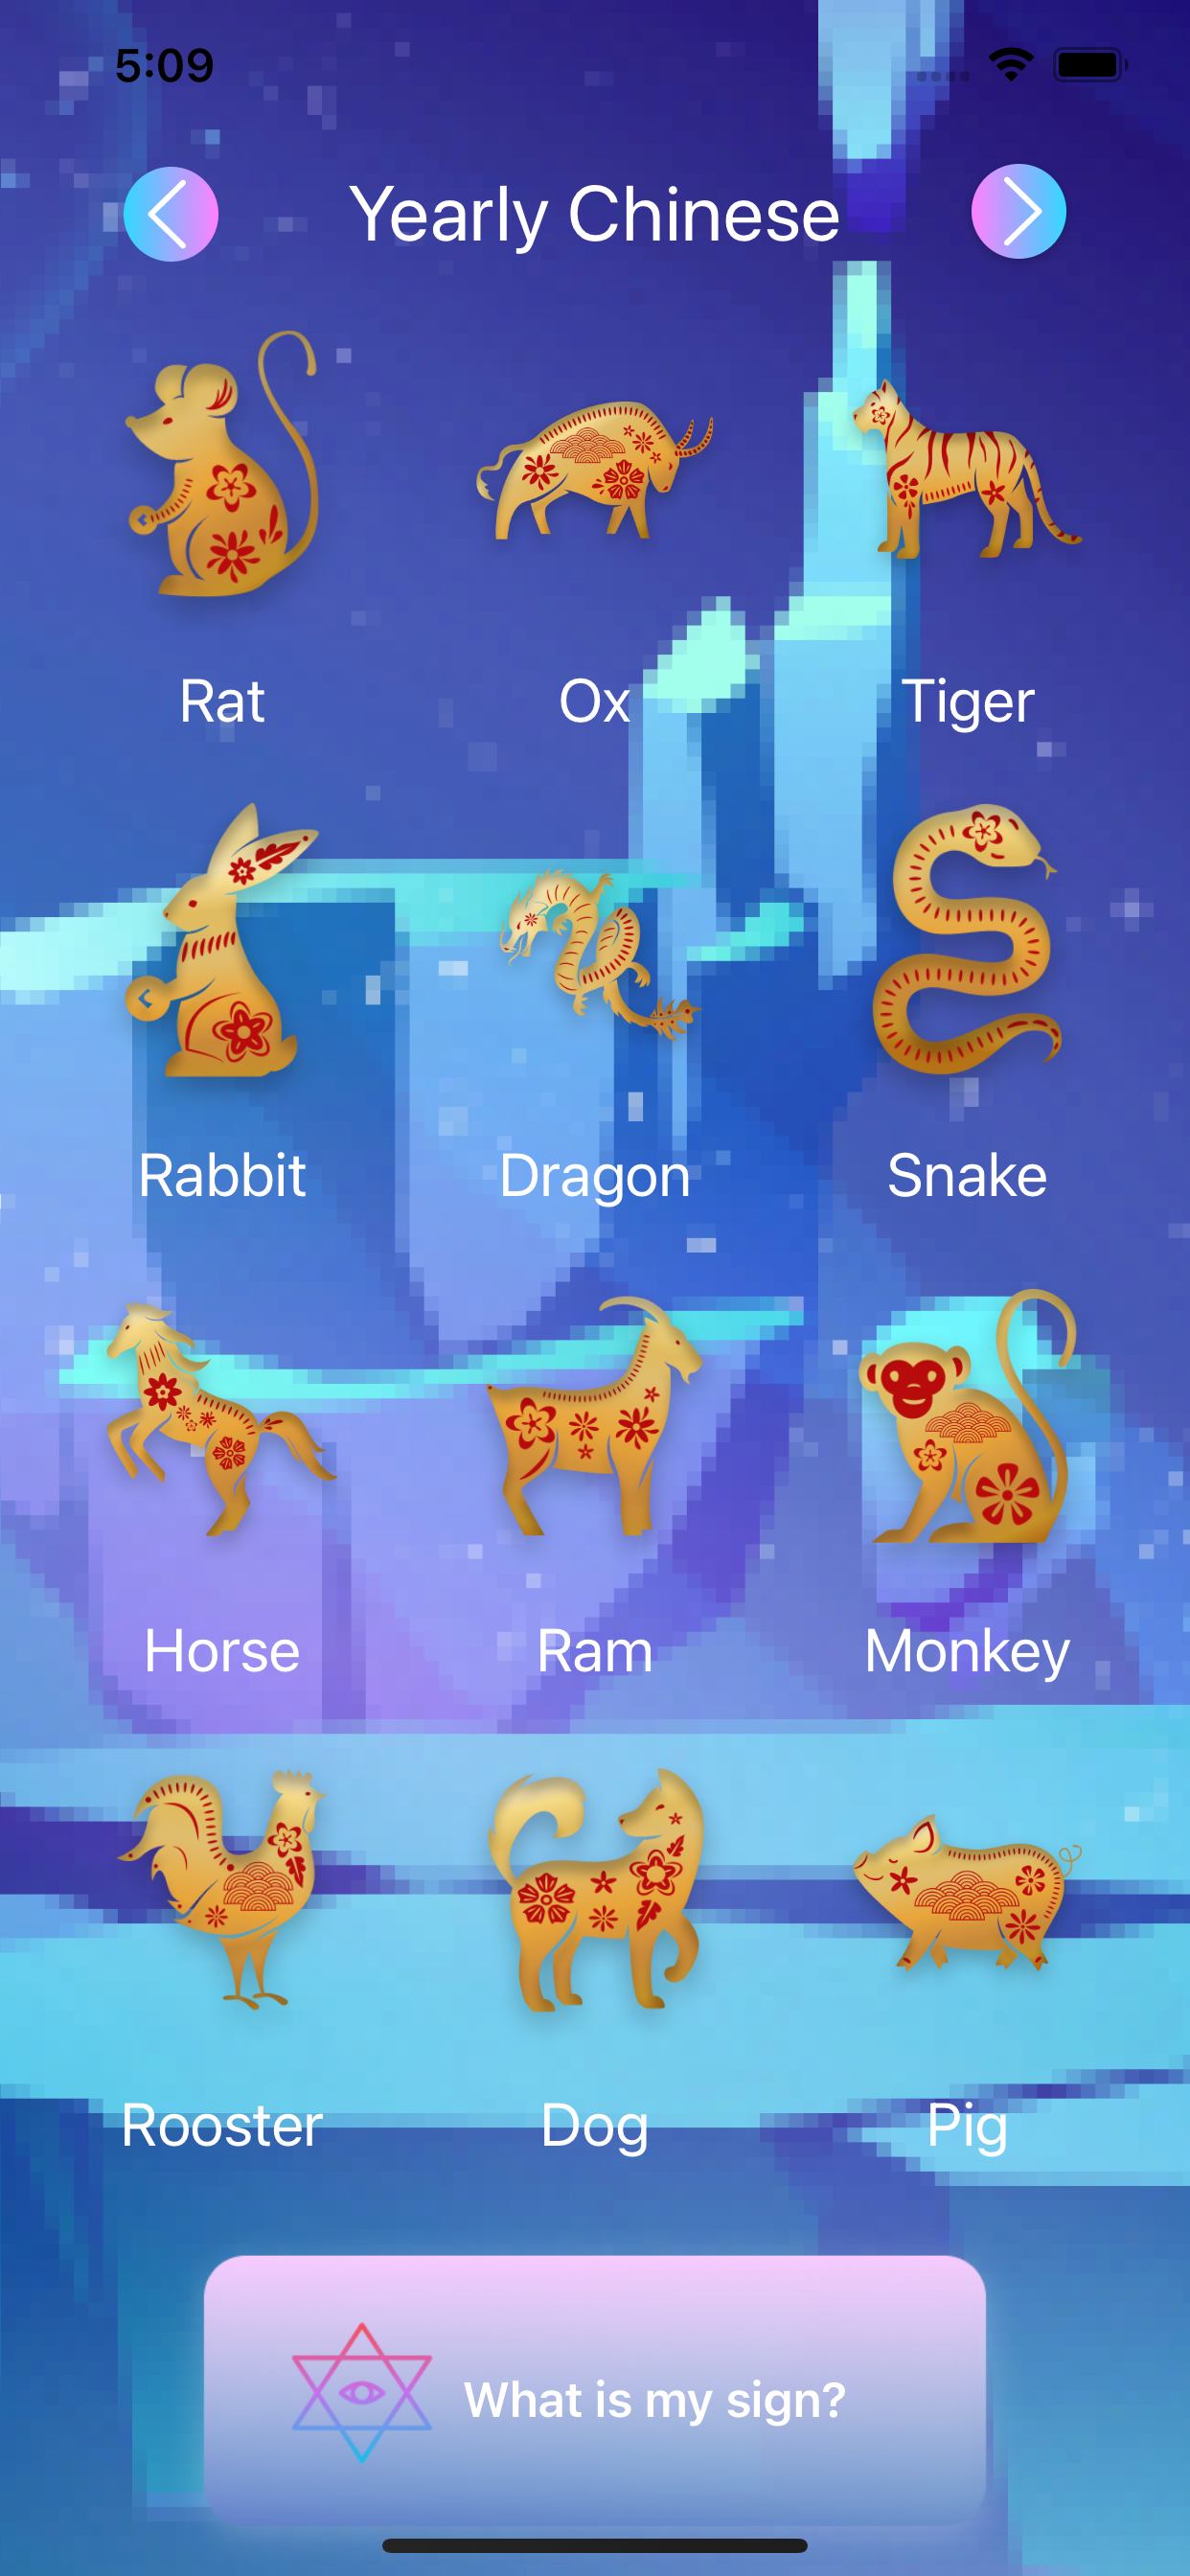 5:09
Yearly Chinese
Rat
Ox
Tiger
Rabbit
Dragon
Snake
Horse
Ram
Monkey
Rooster
Dog
Pig
What is my sign?